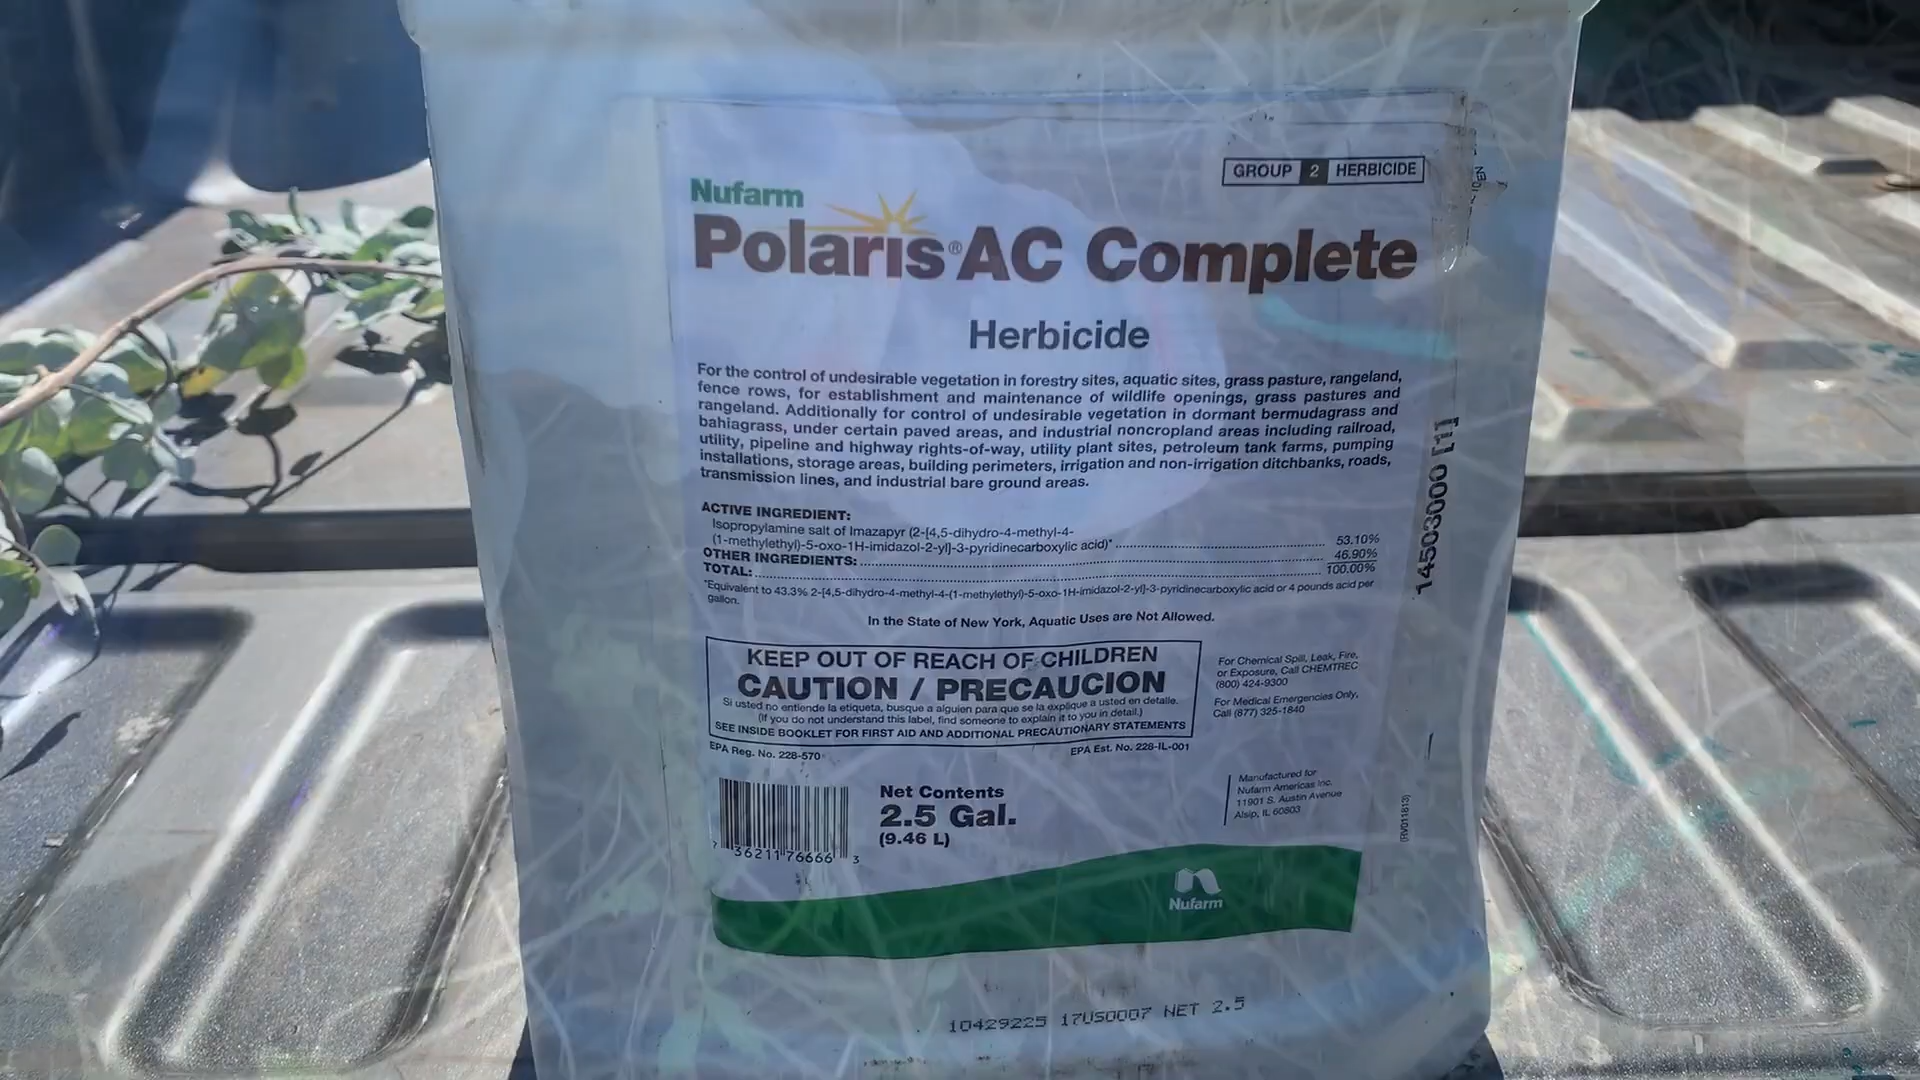 GROUP 2 HERBICIDE
Nufarm
Polaris® AC Complete
Herbicide
For the control of undesirable vegetation in forestry sites, aquatic sites, grass pasture, rangeland,
fence rows, for establishment and maintenance of wildlife openings, grass pastures and
rangeland. Additionally for control of undesirable vegetation in dormant bermudagrass and
bahiagrass, under certain paved areas, and industrial noncropland areas including railroad,
utility, pipeline and highway rights-of-way, utility plant sites, petroleum tank farms, pumping
installations, storage areas, building perimeters, irrigation and non-irrigation ditchbanks, roads,
transmission lines, and industrial bare ground areas.
ACTIVE INGREDIENT:
Isopropylamine salt of Imazapyr (2-[4,5-dihydro-4-methyl-4-
(1-methylethyl)-5-oxo-1H-imidazol-2-yl]-3-pyridinecarboxylic acid)* 53.10%
OTHER INGREDIENTS: 46.90%
TOTAL: 100.00%
*Equivalent to 43.3% 2-[4,5-dihydro-4-methyl-4-(1-methylethyl)-5-oxo-1H-imidazol-2-yl]-3-pyridinecarboxylic acid or 4 pounds acid per
gallon.
In the State of New York, Aquatic Uses are Not Allowed.
KEEP OUT OF REACH OF CHILDREN
CAUTION / PRECAUCION
Si usted no entiende la etiqueta, busque a alguien para que se la explique a usted en detalle.
(If you do not understand this label, find someone to explain it to you in detail.)
SEE INSIDE BOOKLET FOR FIRST AID AND ADDITIONAL PRECAUTIONARY STATEMENTS
For Chemical Spill, Leak, Fire,
or Exposure, Call CHEMTREC
(800) 424-9300
For Medical Emergencies Only,
Call (877) 325-1840
EPA Reg. No. 228-570
EPA Est. No. 228-IL-001
7 36211 76666 3
Net Contents
2.5 Gal.
(9.46 L)
Manufactured for
Nufarm Americas Inc.
11901 S. Austin Avenue
Alsip, IL 60803
(RV011813)
14503000
Nufarm
10429225 17US0007 NET 2.5